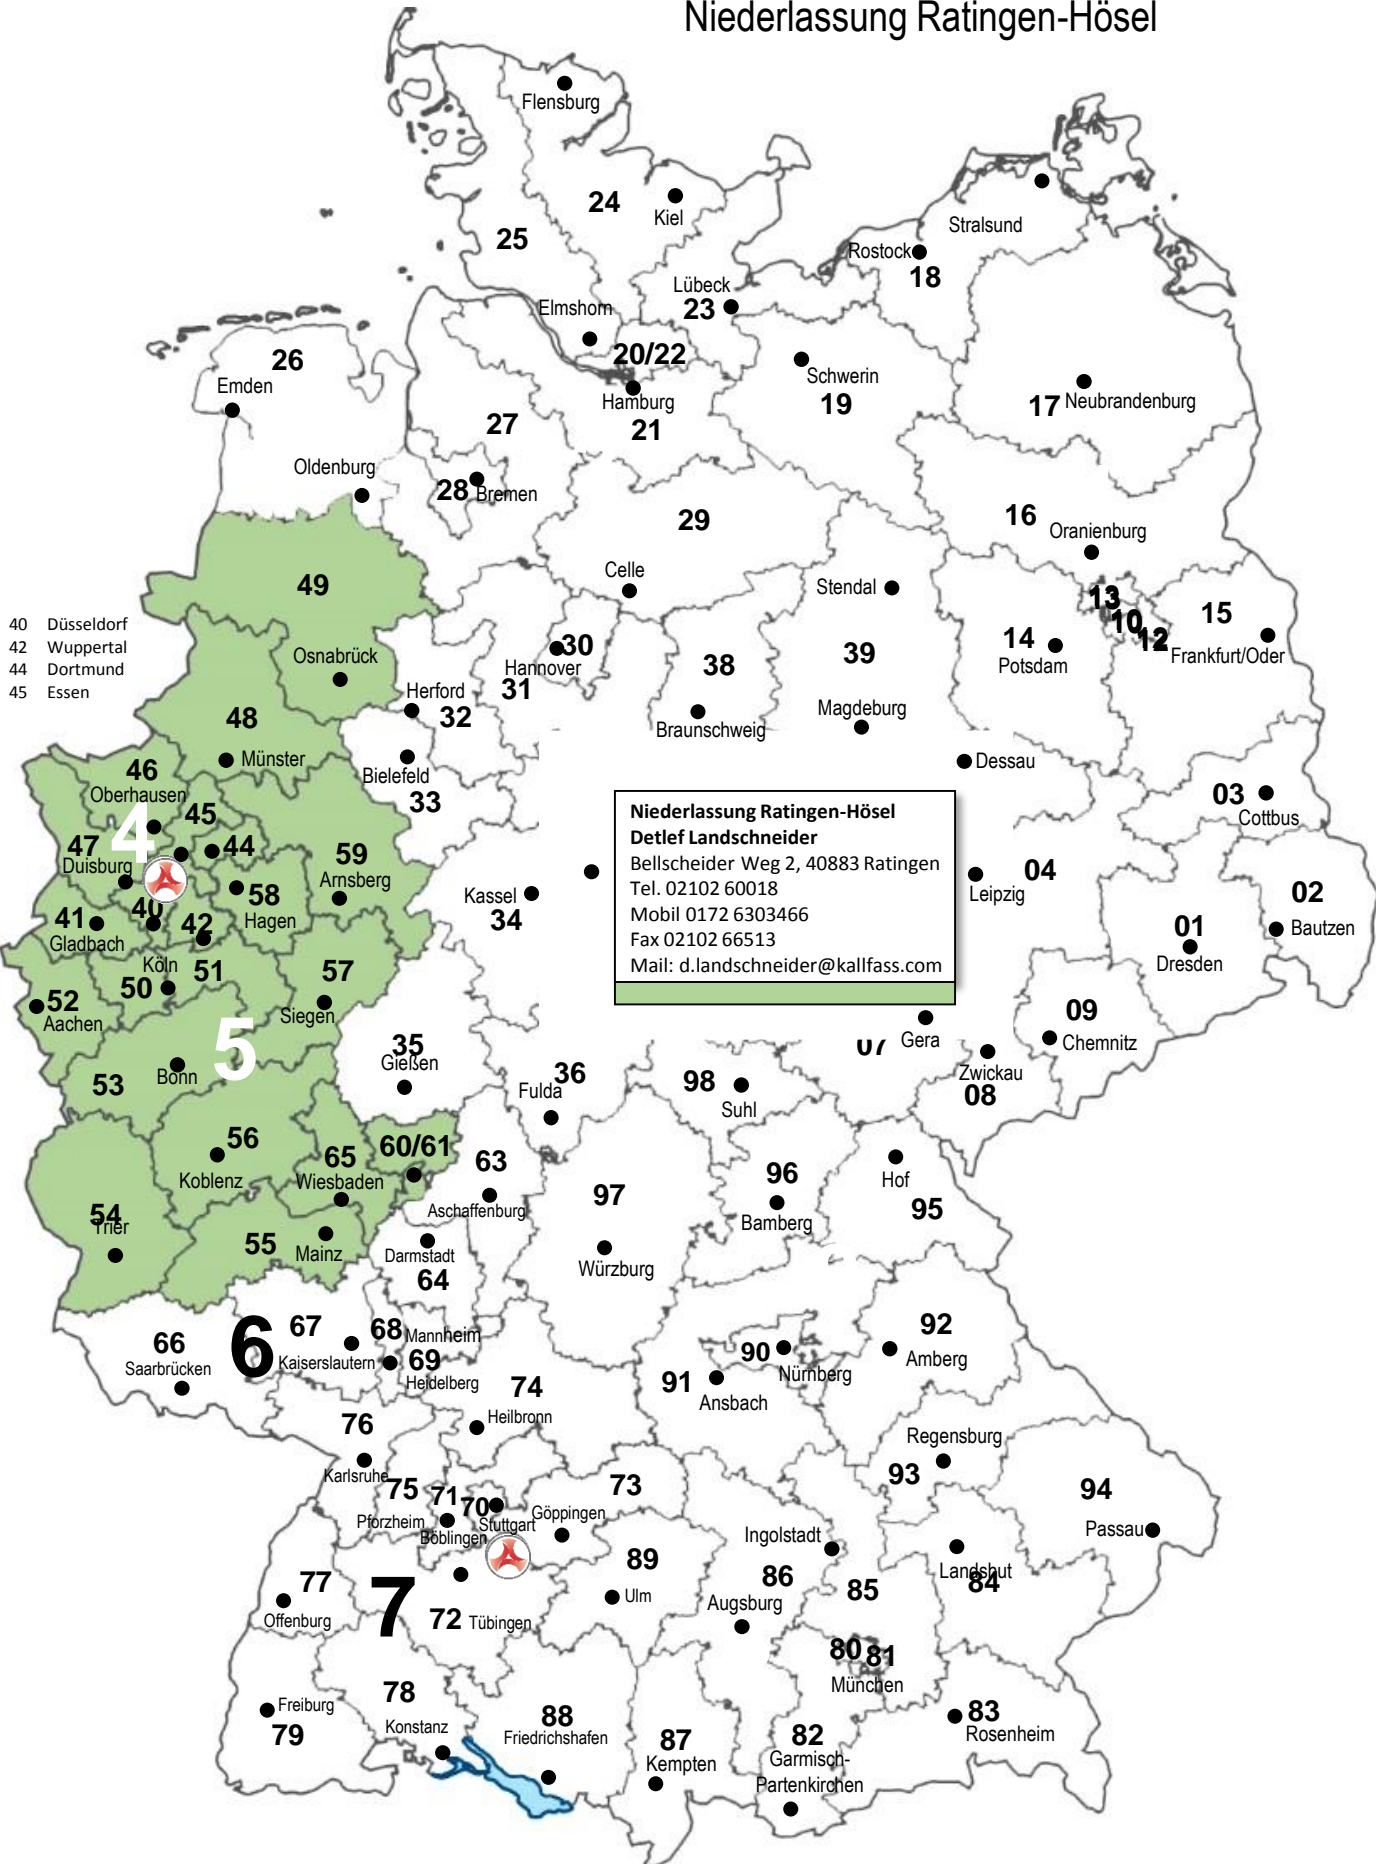 Niederlassung Ratingen-Hösel
Flensburg
24
Kiel
25
Stralsund
Rostock
18
Lübeck
23
Elmshorn
20/22
Hamburg
21
26
Emden
Schwerin
19
17 Neubrandenburg
27
Oldenburg
28 Bremen
29
16
Oranienburg
49
Celle
Stendal
13
10
12
15
Frankfurt/Oder
14
Potsdam
40 Düsseldorf
42 Wuppertal
44 Dortmund
45 Essen
Osnabrück
30
Hannover
31
38
39
Herford
32
48
Braunschweig
Magdeburg
Münster
Bielefeld
33
Dessau
46
Oberhausen
45
4
47
Duisburg
44
03
Cottbus
59
Arnsberg
58
Hagen
Kassel
34
Niederlassung Ratingen-Hösel
Detlef Landschneider
Bellscheider Weg 2, 40883 Ratingen
Tel. 02102 60018
Mobil 0172 6303466
Fax 02102 66513
Mail: d.landschneider@kallfass.com
04
Leipzig
02
Bautzen
01
Dresden
41
Gladbach
40
42
Köln
50
51
57
Siegen
52
Aachen
5
09
Chemnitz
07
Gera
Zwickau
08
35
Gießen
53
Bonn
36
Fulda
98
Suhl
56
Koblenz
65
Wiesbaden
60/61
63
Aschaffenburg
97
Würzburg
96
Bamberg
Hof
95
54
Trier
55
Mainz
Darmstadt
64
66
Saarbrücken
6
67
Kaiserslautern
68 Mannheim
69
Heidelberg
90
Nürnberg
92
Amberg
91
Ansbach
74
Heilbronn
76
Karlsruhe
75
Pforzheim
71
Böblingen
70
Stuttgart
Göppingen
73
Regensburg
93
94
Passau
Ingolstadt
Landshut
84
89
Ulm
86
Augsburg
85
77
Offenburg
7
72 Tübingen
80
81
München
78
Konstanz
Freiburg
79
88
Friedrichshafen
87
Kempten
82
Garmisch-
Partenkirchen
83
Rosenheim